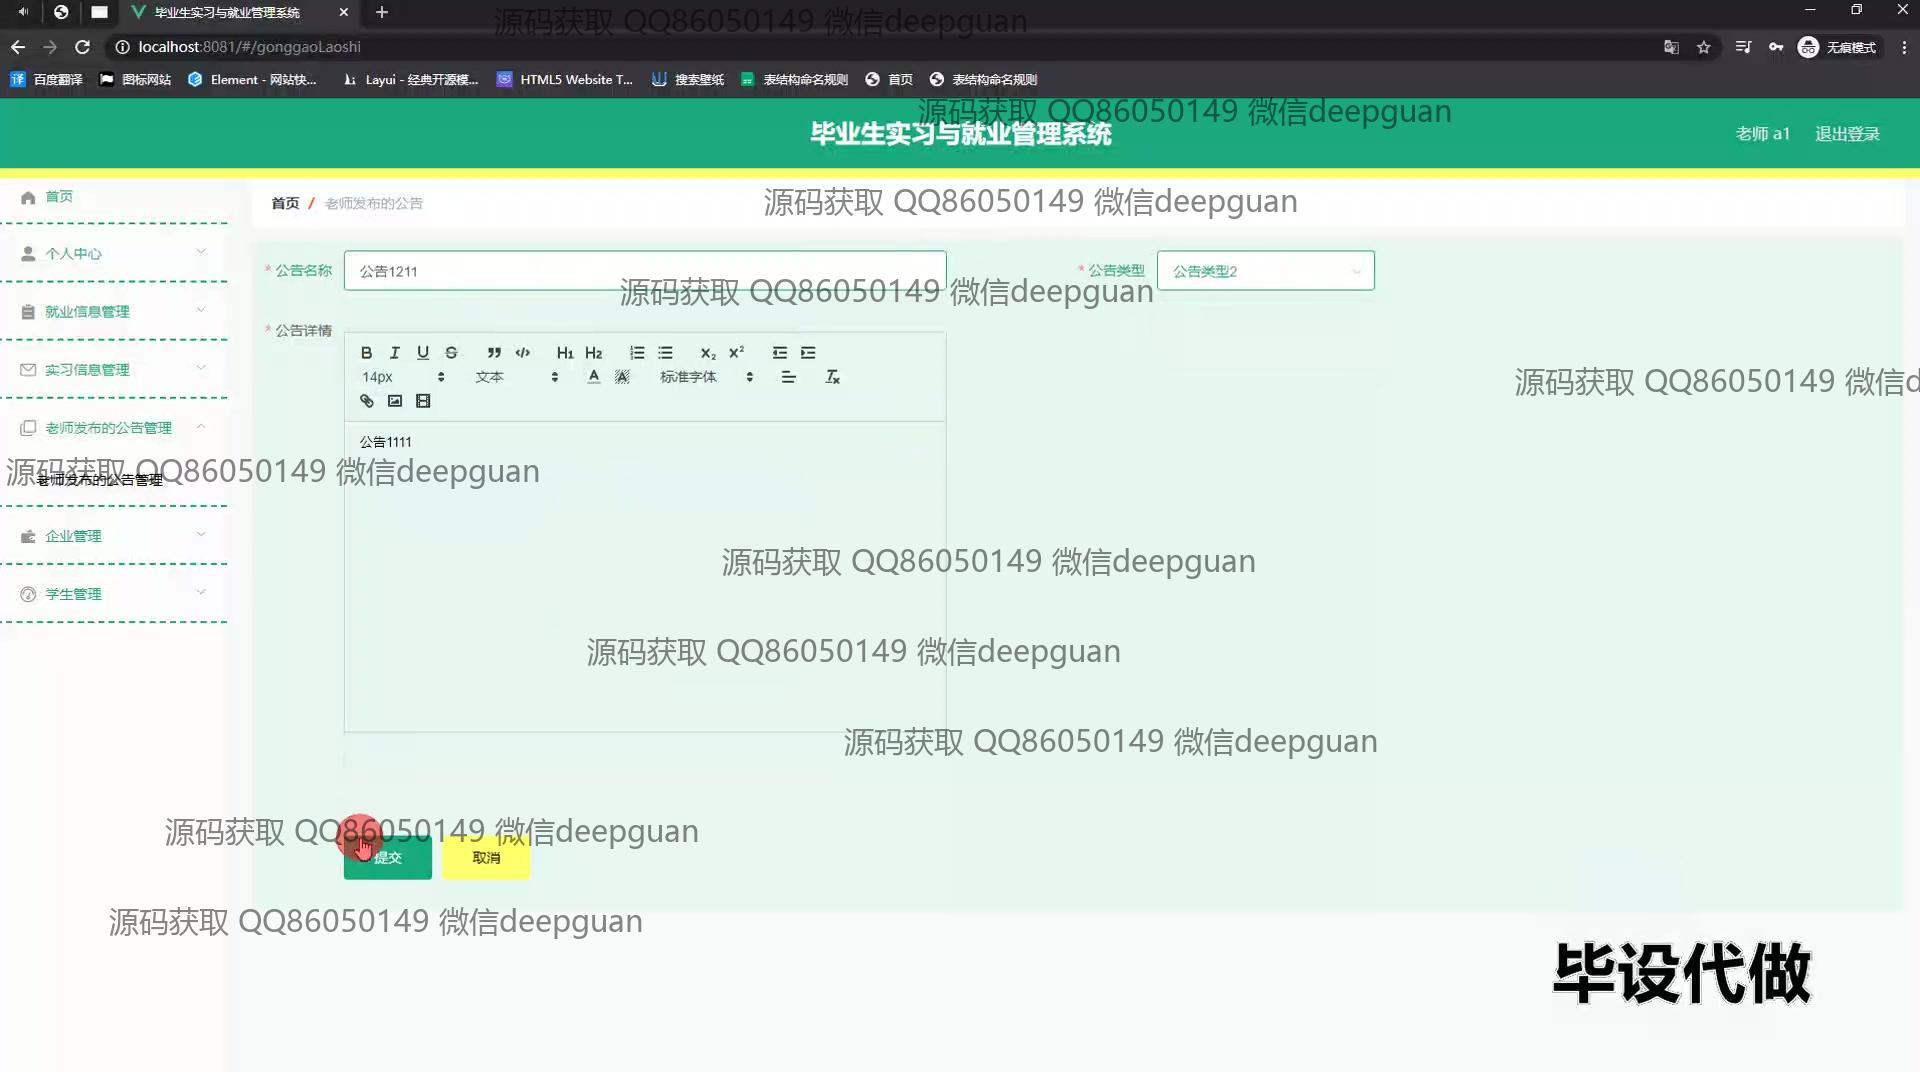 毕业生实习与就业管理系统
源码获取 QQ86050149 微信deepguan
localhost:8081/#/gonggaoLaoshi
无痕模式
百度翻译 图标网站 Element - 网站快... Layui - 经典开源模... HTML5 Website T... 搜索壁纸 表结构命名规则 首页 表结构命名规则
源码获取 QQ86050149 微信deepguan
毕业生实习与就业管理系统
老师 a1 退出登录
首页
首页 / 老师发布的公告
源码获取 QQ86050149 微信deepguan
个人中心
* 公告名称 公告1211
* 公告类型 公告类型2
源码获取 QQ86050149 微信deepguan
就业信息管理
* 公告详情
B I U S H1 H2 X2 X2
实习信息管理
14px 文本 A A 标准字体 Tx
源码获取 QQ86050149 微信d
老师发布的公告管理
公告1111
源码获取 QQ86050149 微信deepguan
老师发布的公告管理
企业管理
源码获取 QQ86050149 微信deepguan
学生管理
源码获取 QQ86050149 微信deepguan
源码获取 QQ86050149 微信deepguan
源码获取 QQ86050149 微信deepguan
提交 取消
源码获取 QQ86050149 微信deepguan
毕设代做